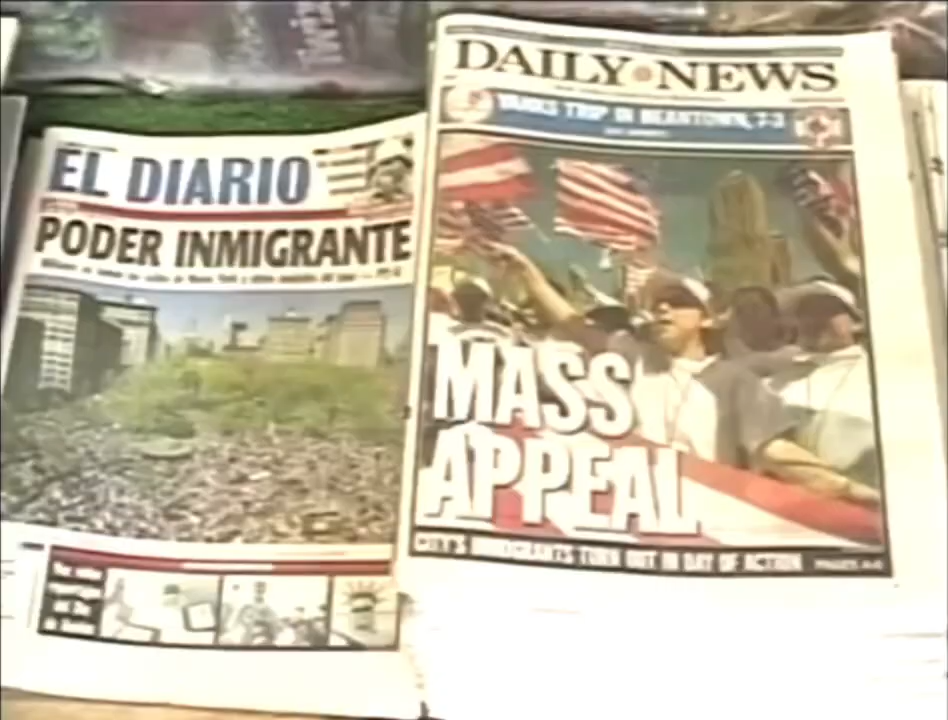 EL DIARIO
PODER INMIGRANTE
DAILY NEWS
YANKS TRIP IN BEANTOWN, 7-3
MASS
APPEAL
CITY'S IMMIGRANTS TURN OUT IN DAY OF ACTION